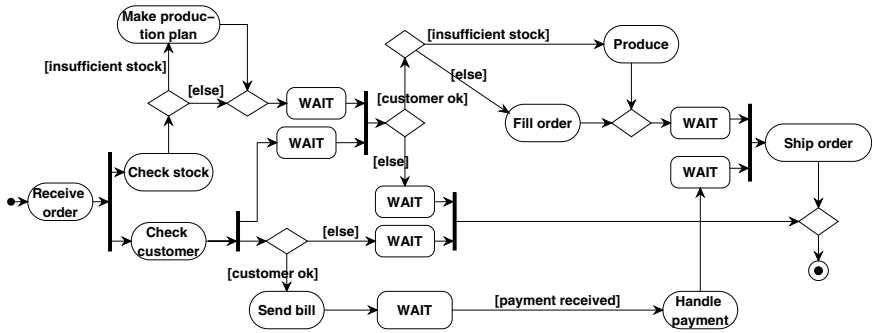 Make produc-
tion plan
[insufficient stock]
Produce
[insufficient stock]
[else]
[else]
WAIT
[customer ok]
Fill order
WAIT
WAIT
[else]
Ship order
Check stock
WAIT
Receive
order
WAIT
Check
customer
[else]
WAIT
[customer ok]
Send bill
WAIT
[payment received]
Handle
payment